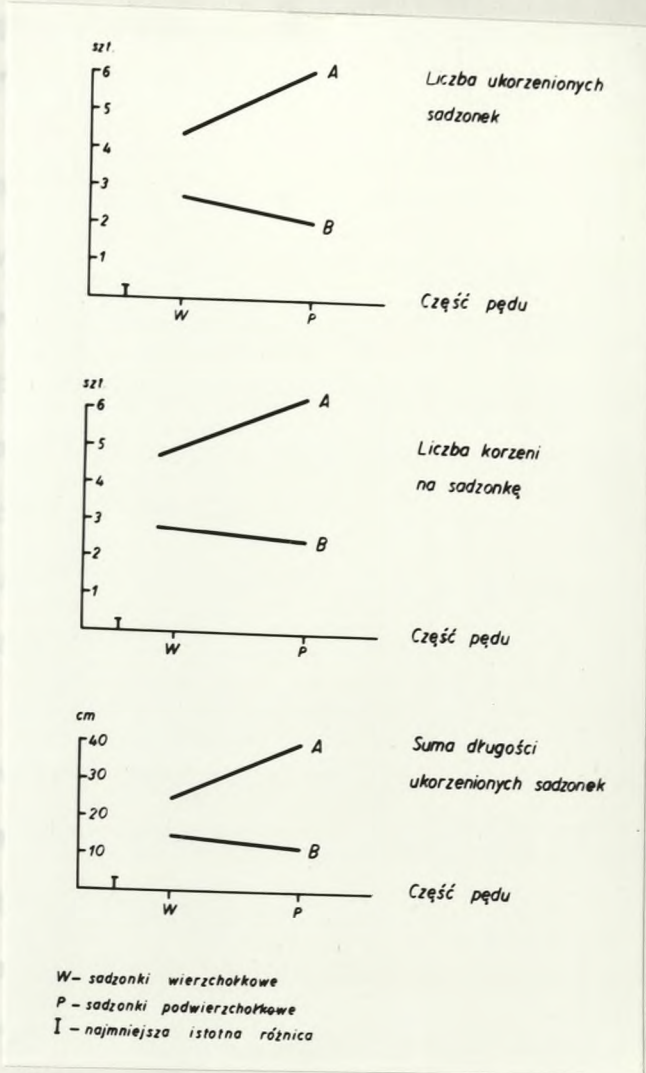 szt.
6
A
Liczba ukorzenionych
5
sadzonek
4
3
2
B
1
I
W
P
Część pędu
szt.
6
A
5
Liczba korzeni
4
na sadzonkę
3
B
2
1
I
W
P
Część pędu
cm
40
A
Suma długości
30
ukorzenionych sadzonek
20
10
B
I
W
P
Część pędu
W – sadzonki wierzchołkowe
P – sadzonki podwierzchołkowe
I – najmniejsza istotna różnica